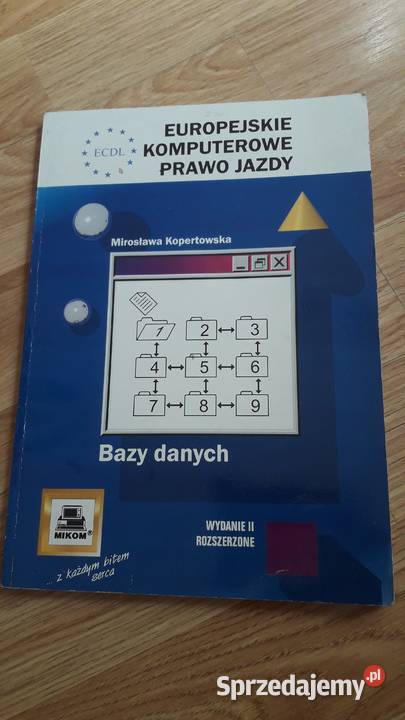 ECDL
EUROPEJSKIE
KOMPUTEROWE
PRAWO JAZDY
Mirosława Kopertowska
1 2 3
4 5 6
7 8 9
Bazy danych
MIKOM®
WYDANIE II
ROZSZERZONE
... z każdym bitem
serca
Sprzedajemy.pl